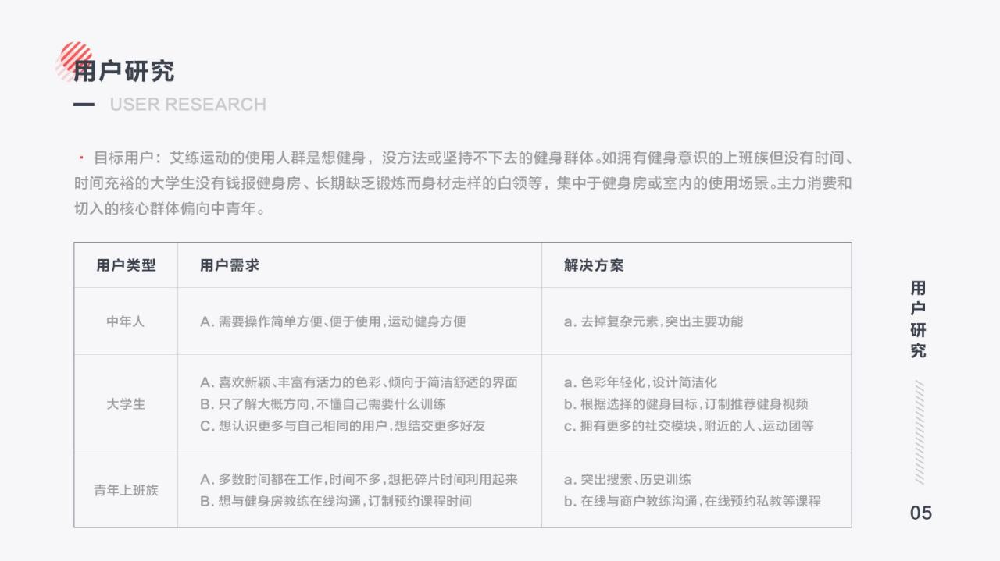 用户研究
USER RESEARCH
· 目标用户：艾练运动的使用人群是想健身，没方法或坚持不下去的健身群体。如拥有健身意识的上班族但没有时间、
时间充裕的大学生没有钱报健身房、长期缺乏锻炼而身材走样的白领等，集中于健身房或室内的使用场景。主力消费和
切入的核心群体偏向中青年。
用户类型 用户需求 解决方案
中年人 A. 需要操作简单方便、便于使用,运动健身方便 a. 去掉复杂元素,突出主要功能
A. 喜欢新颖、丰富有活力的色彩、倾向于简洁舒适的界面 a. 色彩年轻化,设计简洁化
大学生 B. 只了解大概方向,不懂自己需要什么训练 b. 根据选择的健身目标,订制推荐健身视频
C. 想认识更多与自己相同的用户,想结交更多好友 c. 拥有更多的社交模块,附近的人、运动团等
青年上班族 A. 多数时间都在工作,时间不多,想把碎片时间利用起来 a. 突出搜索、历史训练
B. 想与健身房教练在线沟通,订制预约课程时间 b. 在线与商户教练沟通,在线预约私教等课程
用户研究
05